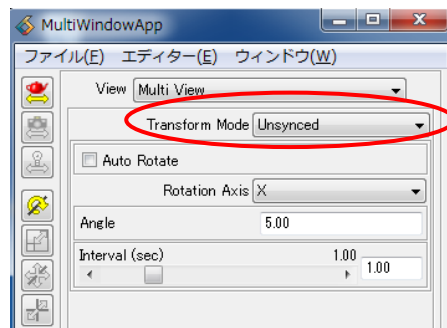 MultiWindowApp
ファイル(F) エディター(E) ウィンドウ(W)
View Multi View
Transform Mode Unsynced
Auto Rotate
Rotation Axis X
Angle 5.00
Interval (sec) 1.00 1.00